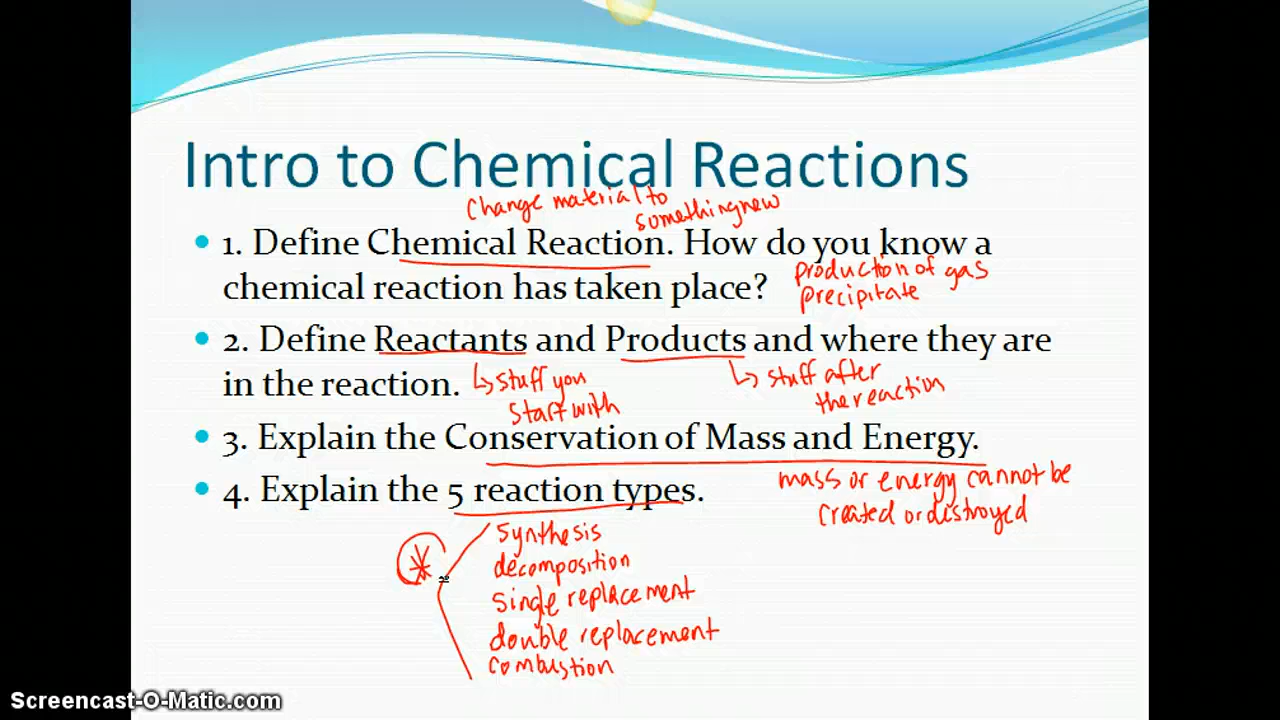 Intro to Chemical Reactions
Change material to
something new
• 1. Define Chemical Reaction. How do you know a
chemical reaction has taken place?
production of gas
precipitate
• 2. Define Reactants and Products and where they are
in the reaction.
↳ stuff you
start with
↳ stuff after
the reaction
• 3. Explain the Conservation of Mass and Energy.
• 4. Explain the 5 reaction types.
mass or energy cannot be
created or destroyed
* synthesis
decomposition
single replacement
double replacement
combustion
Screencast-O-Matic.com